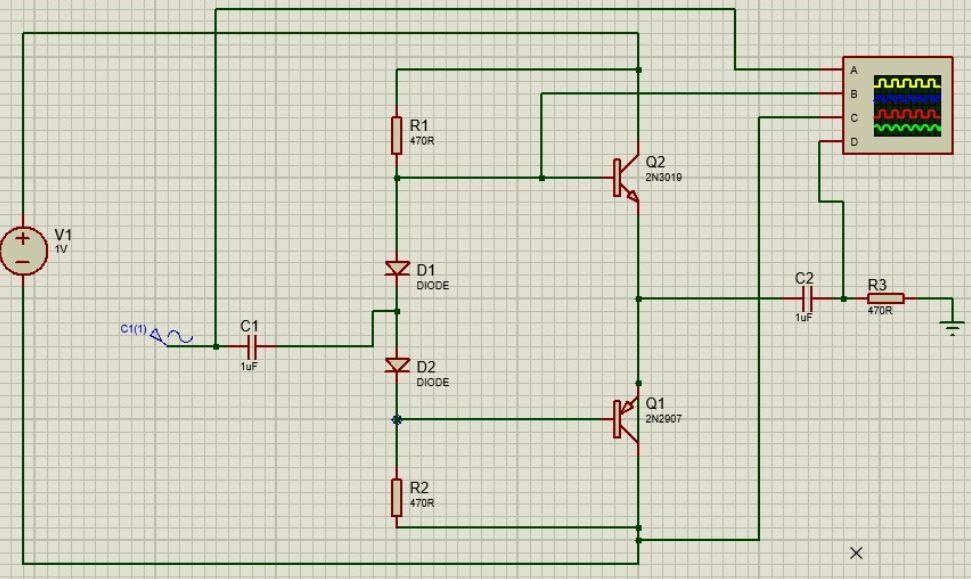 A
B
C
D
R1
470R
Q2
2N3019
V1
1V
D1
DIODE
C2
1uF
R3
470R
C1(1)
C1
1uF
D2
DIODE
Q1
2N2907
R2
470R